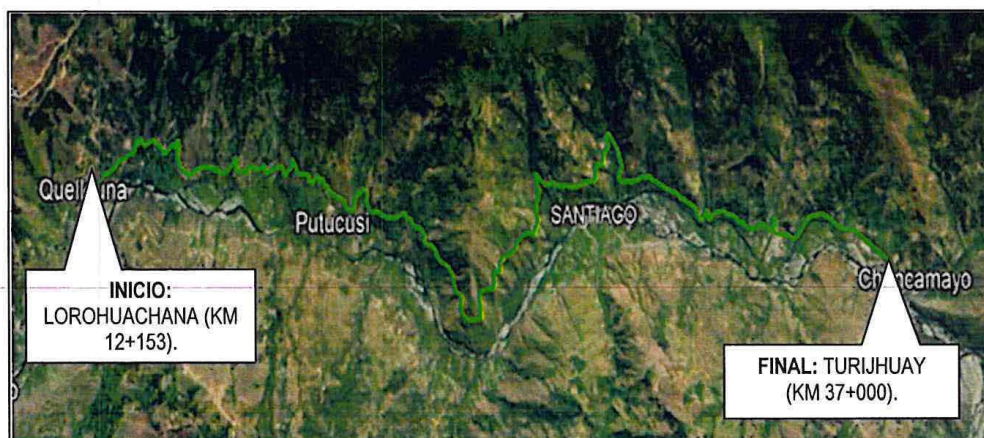 Putucusi
SANTIAGO
INICIO:
LOROHUACHANA (KM
12+153).
FINAL: TURIJHUAY
(KM 37+000).